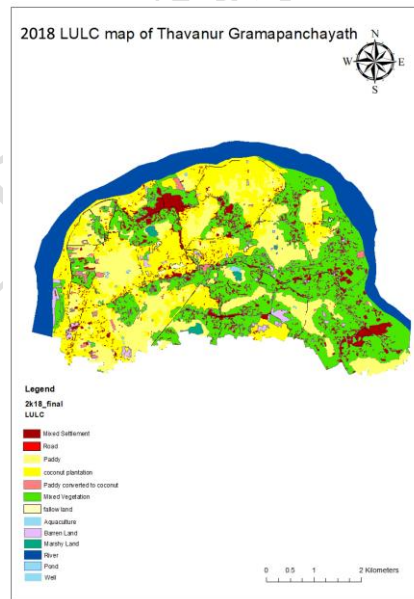 2018 LULC map of Thavanur Gramapanchayath
N
W E
S
Legend
2k18_final
LULC
Mixed Settlement
Road
Paddy
coconut plantation
Paddy converted to coconut
Mixed Vegetation
fallow land
Aquaculture
Barren Land
Marshy Land
River
Pond
Well
0 0.5 1 2 Kilometers